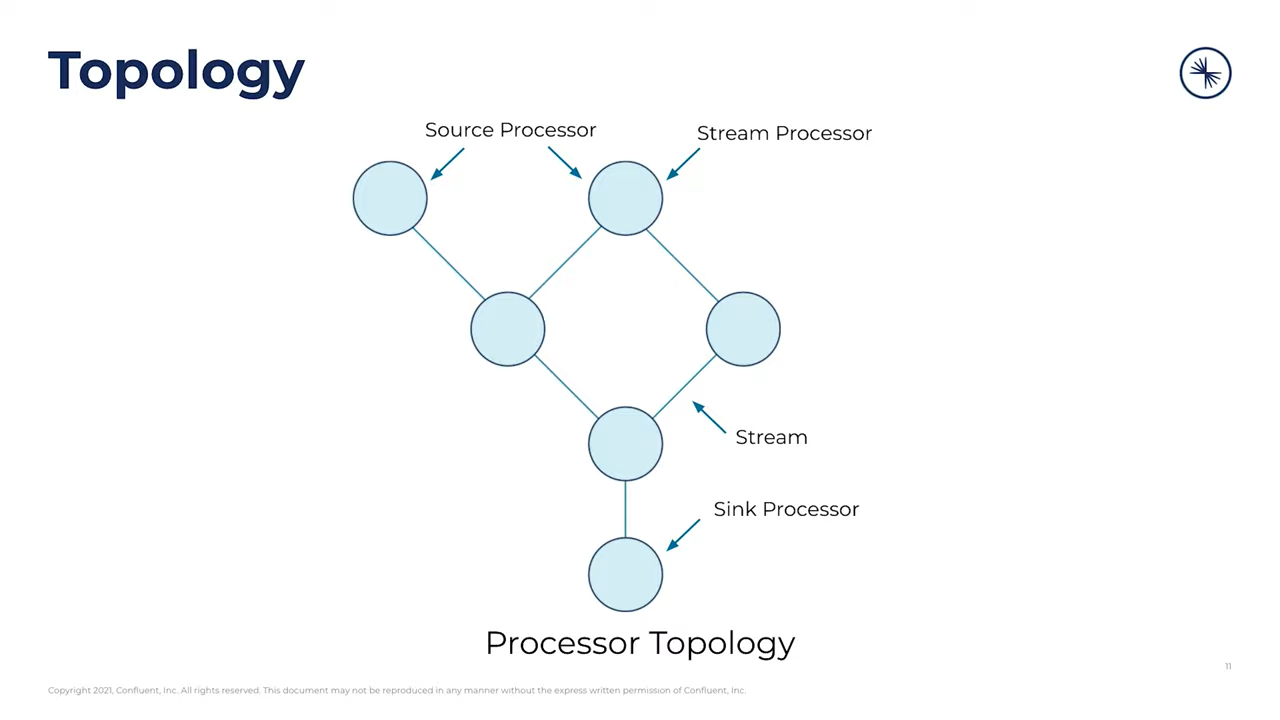 Topology
Source Processor
Stream Processor
Stream
Sink Processor
Processor Topology
11
Copyright 2021, Confluent, Inc. All rights reserved. This document may not be reproduced in any manner without the express written permission of Confluent, Inc.